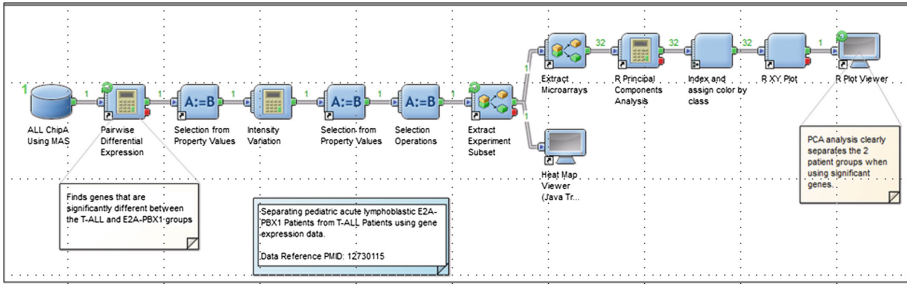 1
ALL ChipA
Using MAS
1
Pairwise
Differential
Expression
1
A:=B
Selection from
Property Values
1
Intensity
Variation
1
A:=B
Selection from
Property Values
1
A:=B
Selection
Operations
1
Extract
Experiment
Subset
1
1
Extract
Microarrays
32
R Principal
Components
Analysis
32
Index and
assign color by
class
32
R XY Plot
1
R Plot Viewer
Heat Map
Viewer
(Java Tr...
Finds genes that are
significantly different between
the T-ALL and E2A-PBX1 groups
Separating pediatric acute lymphoblastic E2A-
PBX1 Patients from T-ALL Patients using gene
expression data.
Data Reference PMID: 12730115
PCA analysis clearly
separates the 2
patient groups when
using significant
genes.